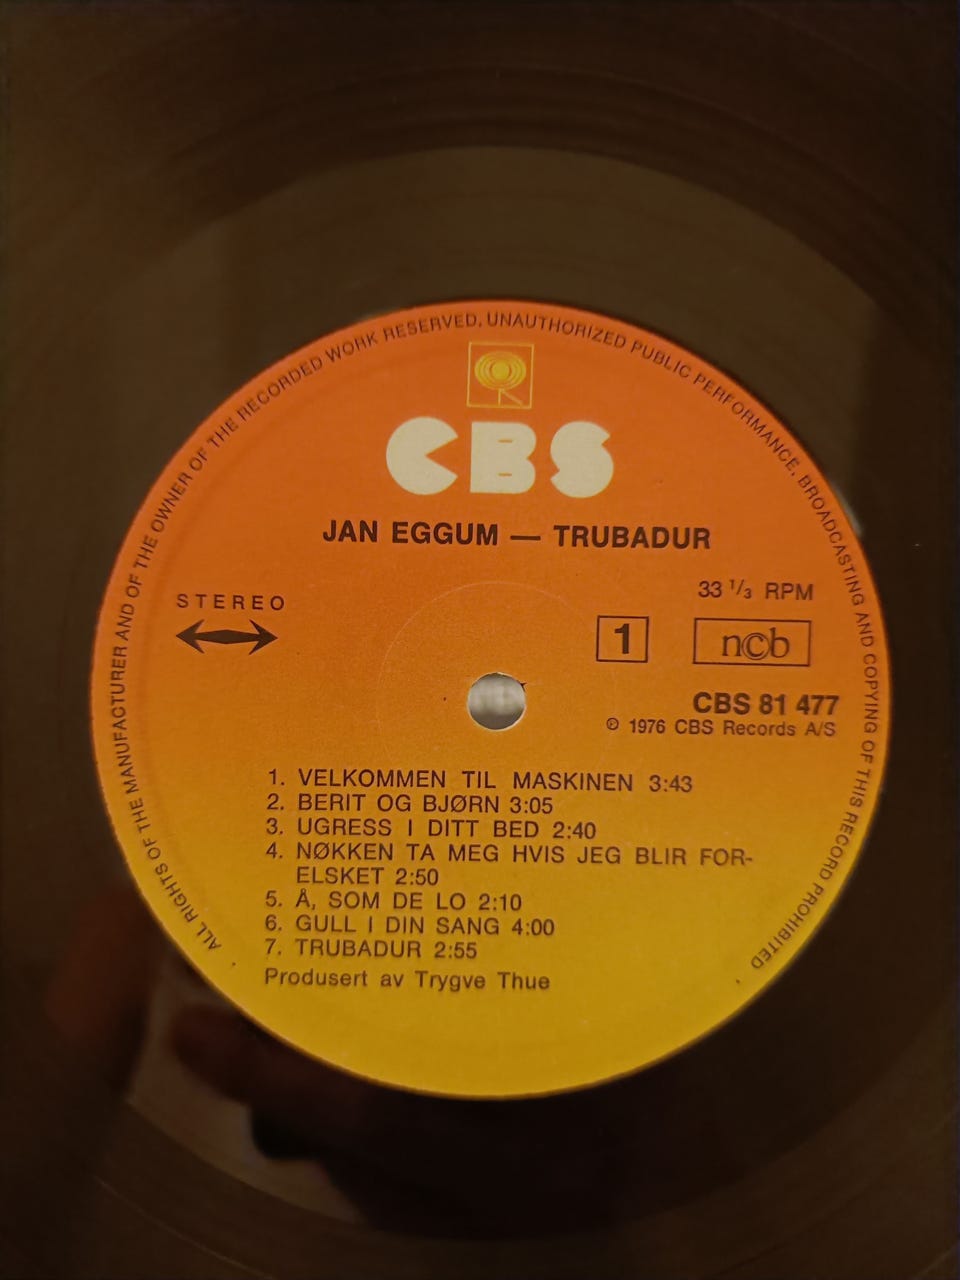 ALL RIGHTS OF THE MANUFACTURER AND OF THE OWNER OF THE RECORDED WORK RESERVED. UNAUTHORIZED PUBLIC PERFORMANCE, BROADCASTING AND COPYING OF THIS RECORD PROHIBITED
CBS
JAN EGGUM — TRUBADUR
STEREO
33 1/3 RPM
1
n©b
CBS 81 477
℗ 1976 CBS Records A/S
1. VELKOMMEN TIL MASKINEN 3:43
2. BERIT OG BJØRN 3:05
3. UGRESS I DITT BED 2:40
4. NØKKEN TA MEG HVIS JEG BLIR FOR-
ELSKET 2:50
5. Å, SOM DE LO 2:10
6. GULL I DIN SANG 4:00
7. TRUBADUR 2:55
Produsert av Trygve Thue